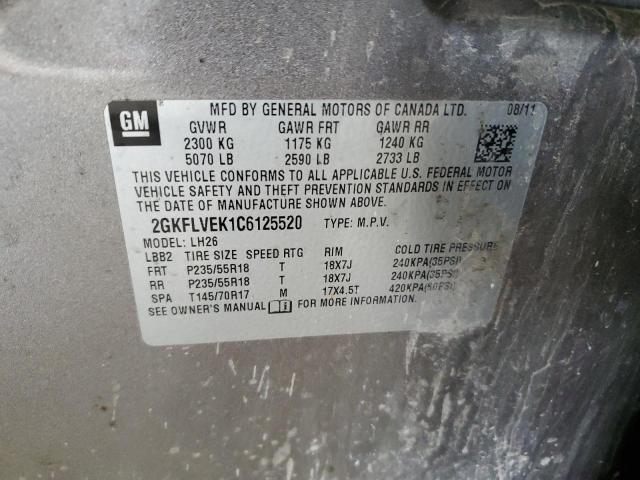 GM
MFD BY GENERAL MOTORS OF CANADA LTD. 08/11
GVWR GAWR FRT GAWR RR
2300 KG 1175 KG 1240 KG
5070 LB 2590 LB 2733 LB
THIS VEHICLE CONFORMS TO ALL APPLICABLE U.S. FEDERAL MOTOR
VEHICLE SAFETY AND THEFT PREVENTION STANDARDS IN EFFECT ON
THE DATE OF MANUFACTURE SHOWN ABOVE.
2GKFLVEK1C6125520 TYPE: M.P.V.
MODEL: LH26
LBB2 TIRE SIZE SPEED RTG RIM COLD TIRE PRESSURE
FRT P235/55R18 T 18X7J 240KPA(35PSI)
RR P235/55R18 T 18X7J 240KPA(35PSI)
SPA T145/70R17 M 17X4.5T 420KPA(60PSI)
SEE OWNER'S MANUAL FOR MORE INFORMATION.